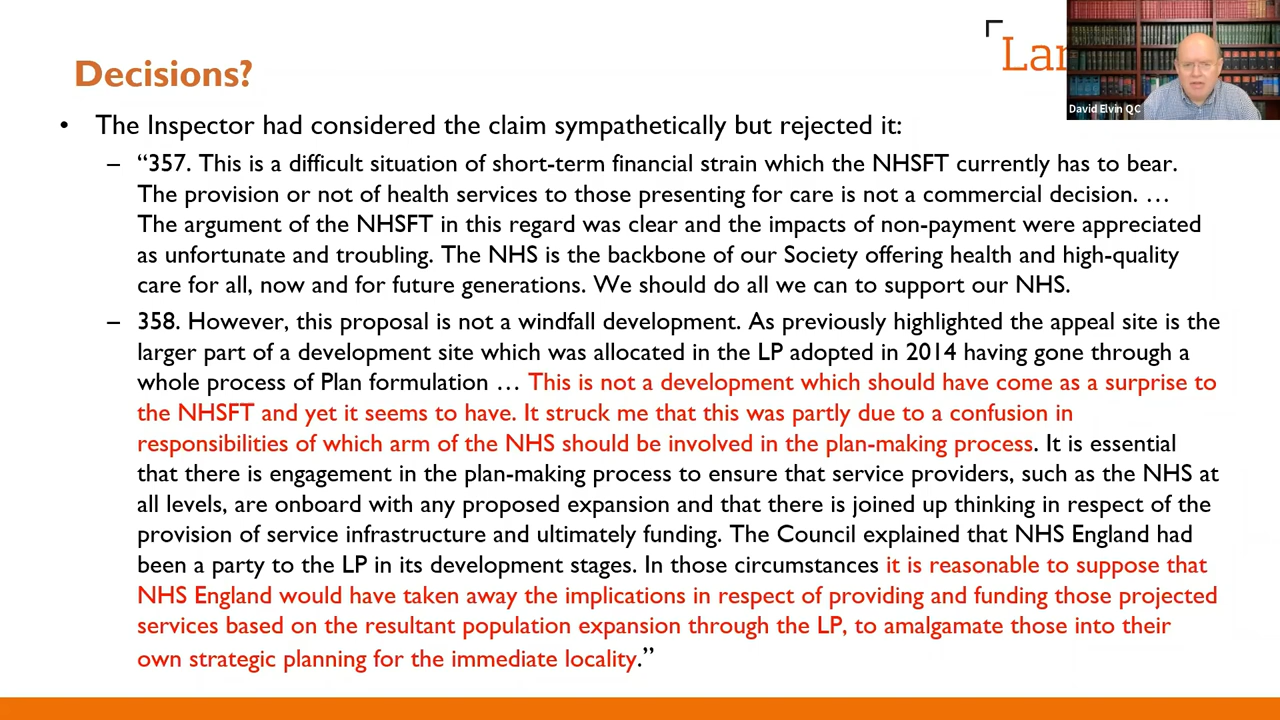 Decisions?
Lan
David Elvin QC
• The Inspector had considered the claim sympathetically but rejected it:
– “357. This is a difficult situation of short-term financial strain which the NHSFT currently has to bear.
The provision or not of health services to those presenting for care is not a commercial decision. …
The argument of the NHSFT in this regard was clear and the impacts of non-payment were appreciated
as unfortunate and troubling. The NHS is the backbone of our Society offering health and high-quality
care for all, now and for future generations. We should do all we can to support our NHS.
– 358. However, this proposal is not a windfall development. As previously highlighted the appeal site is the
larger part of a development site which was allocated in the LP adopted in 2014 having gone through a
whole process of Plan formulation … This is not a development which should have come as a surprise to
the NHSFT and yet it seems to have. It struck me that this was partly due to a confusion in
responsibilities of which arm of the NHS should be involved in the plan-making process. It is essential
that there is engagement in the plan-making process to ensure that service providers, such as the NHS at
all levels, are onboard with any proposed expansion and that there is joined up thinking in respect of the
provision of service infrastructure and ultimately funding. The Council explained that NHS England had
been a party to the LP in its development stages. In those circumstances it is reasonable to suppose that
NHS England would have taken away the implications in respect of providing and funding those projected
services based on the resultant population expansion through the LP, to amalgamate those into their
own strategic planning for the immediate locality.”